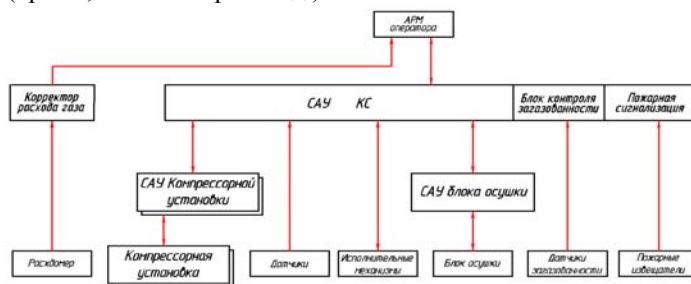 АРМ
оператора
Корректор
расхода газа
САУ КС
Блок контроля
загазованности
Пожарная
сигнализация
САУ Компрессорной
установки
САУ блока осушки
Расходомер
Компрессорная
установка
Датчики
Исполнительные
механизмы
Блок осушки
Датчики
загазованности
Пожарные
извещатели